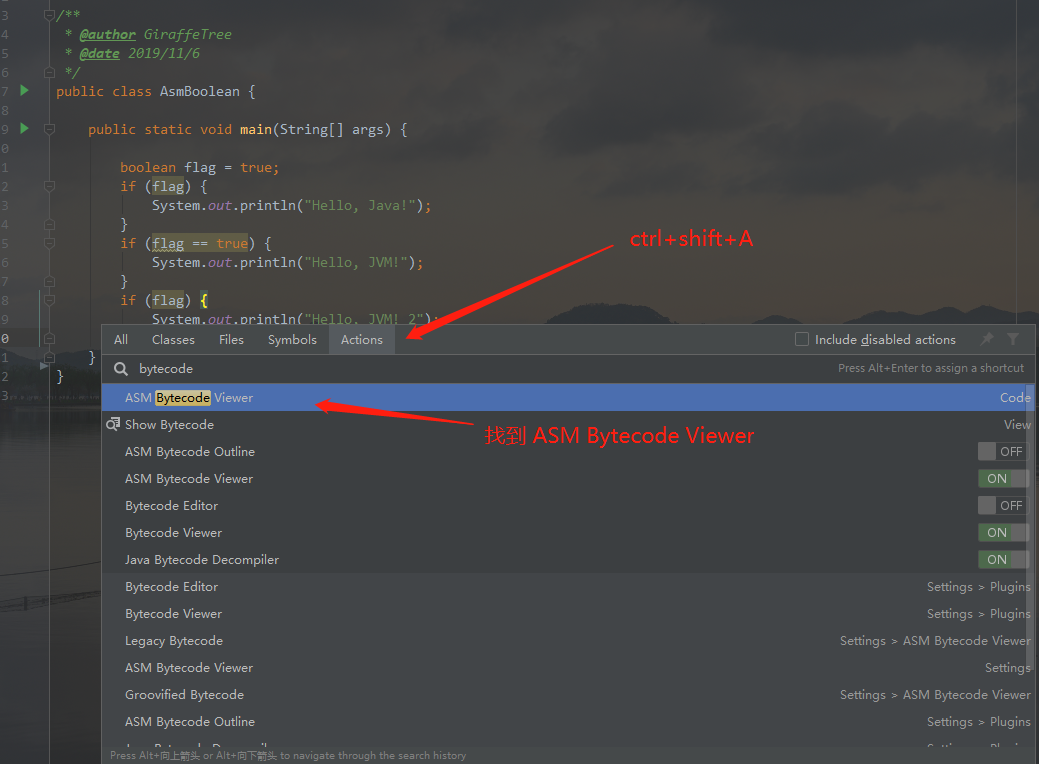 3 /**
4 * @author GiraffeTree
5 * @date 2019/11/6
6 */
7 public class AsmBoolean {
8
9 public static void main(String[] args) {
0
1 boolean flag = true;
2 if (flag) {
3 System.out.println("Hello, Java!");
4 }
5 if (flag == true) {
6 System.out.println("Hello, JVM!");
7 }
8 if (flag) {
9 System.out.println("Hello, JVM! 2");
0
1 }
2 }
3
ctrl+shift+A
All Classes Files Symbols Actions Include disabled actions
bytecode Press Alt+Enter to assign a shortcut
ASM Bytecode Viewer Code
找到 ASM Bytecode Viewer
Show Bytecode View
ASM Bytecode Outline OFF
ASM Bytecode Viewer ON
Bytecode Editor OFF
Bytecode Viewer ON
Java Bytecode Decompiler ON
Bytecode Editor Settings > Plugins
Bytecode Viewer Settings > Plugins
Legacy Bytecode Settings > ASM Bytecode Viewer
ASM Bytecode Viewer Settings
Groovified Bytecode Settings > ASM Bytecode Viewer
ASM Bytecode Outline Settings > Plugins
Press Alt+向上箭头 or Alt+向下箭头 to navigate through the search history